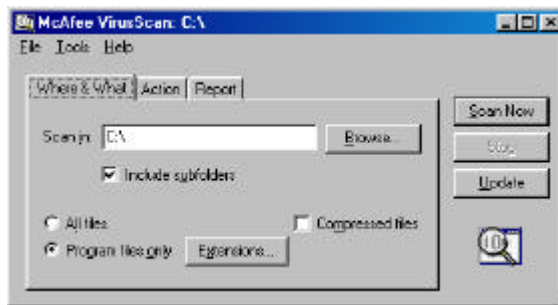 McAfee VirusScan: C:\
File Tools Help
Where & What Action Report
Scan in: C:\ Browse...
Include subfolders
All files Compressed files
Program files only Extensions...
Scan Now
Stop
Update